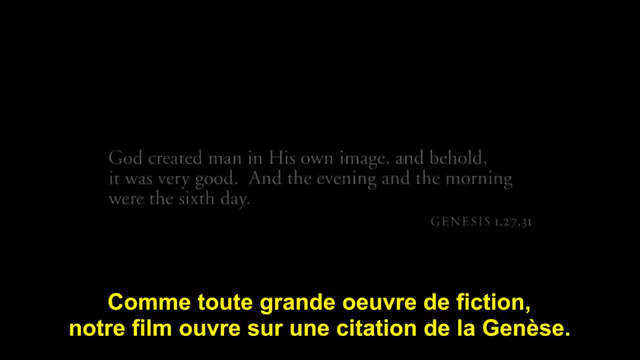 God created man in His own image, and behold,
it was very good. And the evening and the morning
were the sixth day.
GENESIS 1.27,31
Comme toute grande oeuvre de fiction,
notre film ouvre sur une citation de la Genèse.